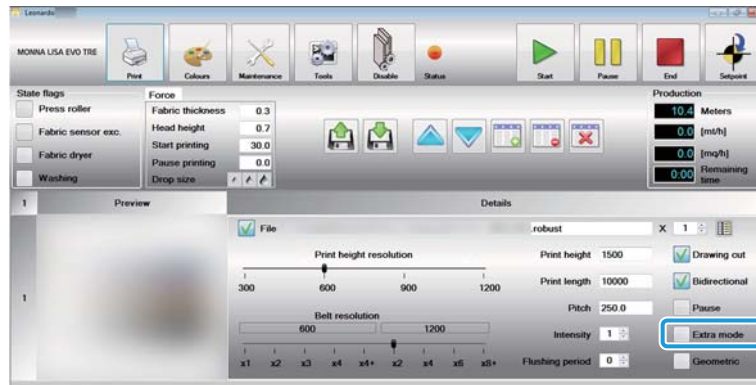 Leonardo
MONNA LISA EVO TRE
Print
Colours
Maintenance
Tools
Disable
Status
Start
Pause
End
Setpoint
State flags
Press roller
Fabric sensor exc.
Fabric dryer
Washing
Force
Fabric thickness 0.3
Head height 0.7
Start printing 30.0
Pause printing 0.0
Drop size
Production
10.4 Meters
0.0 [mt/h]
0.0 [mq/h]
0:00 Remaining time
1 Preview Details
1
File .robust X 1
Print height resolution
300 600 900 1200
Belt resolution
600 1200
x1 x2 x3 x4 x4+ x2 x4 x6 x8+
Print height 1500
Print length 10000
Pitch 250.0
Intensity 1
Flushing period 0
Drawing cut
Bidirectional
Pause
Extra mode
Geometric